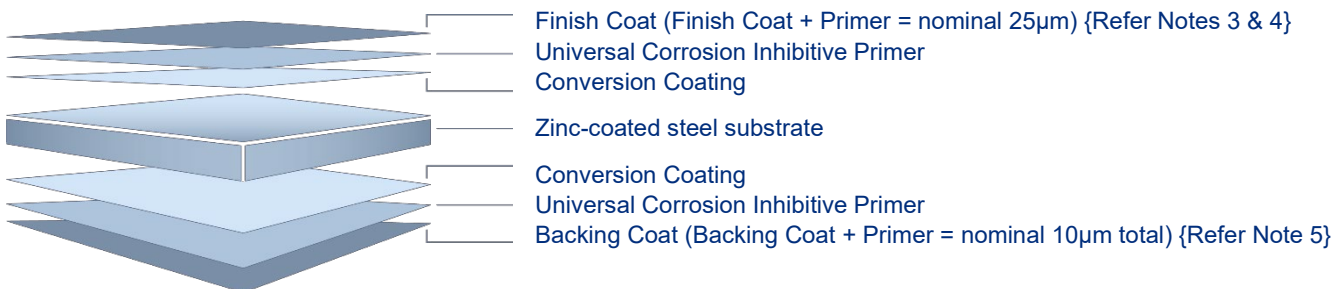 Finish Coat (Finish Coat + Primer = nominal 25µm) {Refer Notes 3 & 4}
Universal Corrosion Inhibitive Primer
Conversion Coating
Zinc-coated steel substrate
Conversion Coating
Universal Corrosion Inhibitive Primer
Backing Coat (Backing Coat + Primer = nominal 10µm total) {Refer Note 5}